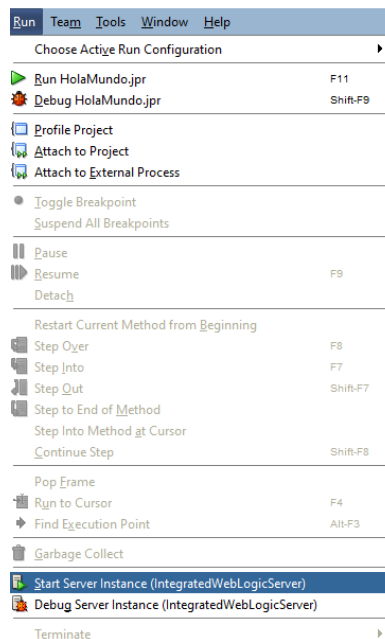 Run Team Tools Window Help
Choose Active Run Configuration
Run HolaMundo.jpr F11
Debug HolaMundo.jpr Shift-F9
Profile Project
Attach to Project
Attach to External Process
Toggle Breakpoint
Suspend All Breakpoints
Pause
Resume F9
Detach
Restart Current Method from Beginning
Step Over F8
Step Into F7
Step Out Shift-F7
Step to End of Method
Step Into Method at Cursor
Continue Step Shift-F8
Pop Frame
Run to Cursor F4
Find Execution Point Alt-F3
Garbage Collect
Start Server Instance (IntegratedWebLogicServer)
Debug Server Instance (IntegratedWebLogicServer)
Terminate